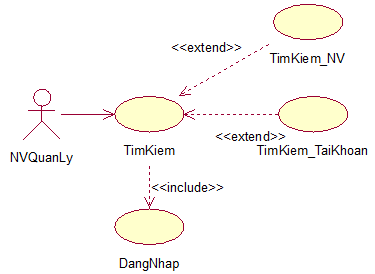 <<extend>>
TimKiem_NV
<<extend>>
NVQuanLy
TimKiem
TimKiem_TaiKhoan
<<include>>
DangNhap